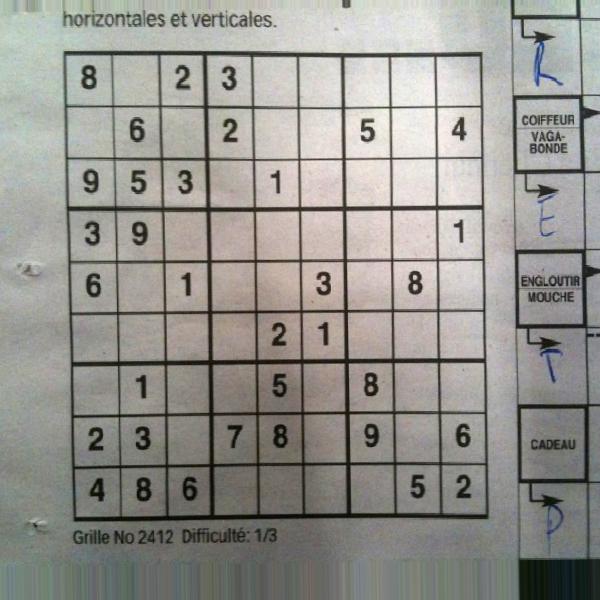 horizontales et verticales.
8 2 3
6 2 5 4
9 5 3 1
3 9 1
6 1 3 8
2 1
1 5 8
2 3 7 8 9 6
4 8 6 5 2
Grille No 2412 Difficulté: 1/3
R
COIFFEUR
VAGA-
BONDE
E
ENGLOUTIR
MOUCHE
T
CADEAU
P